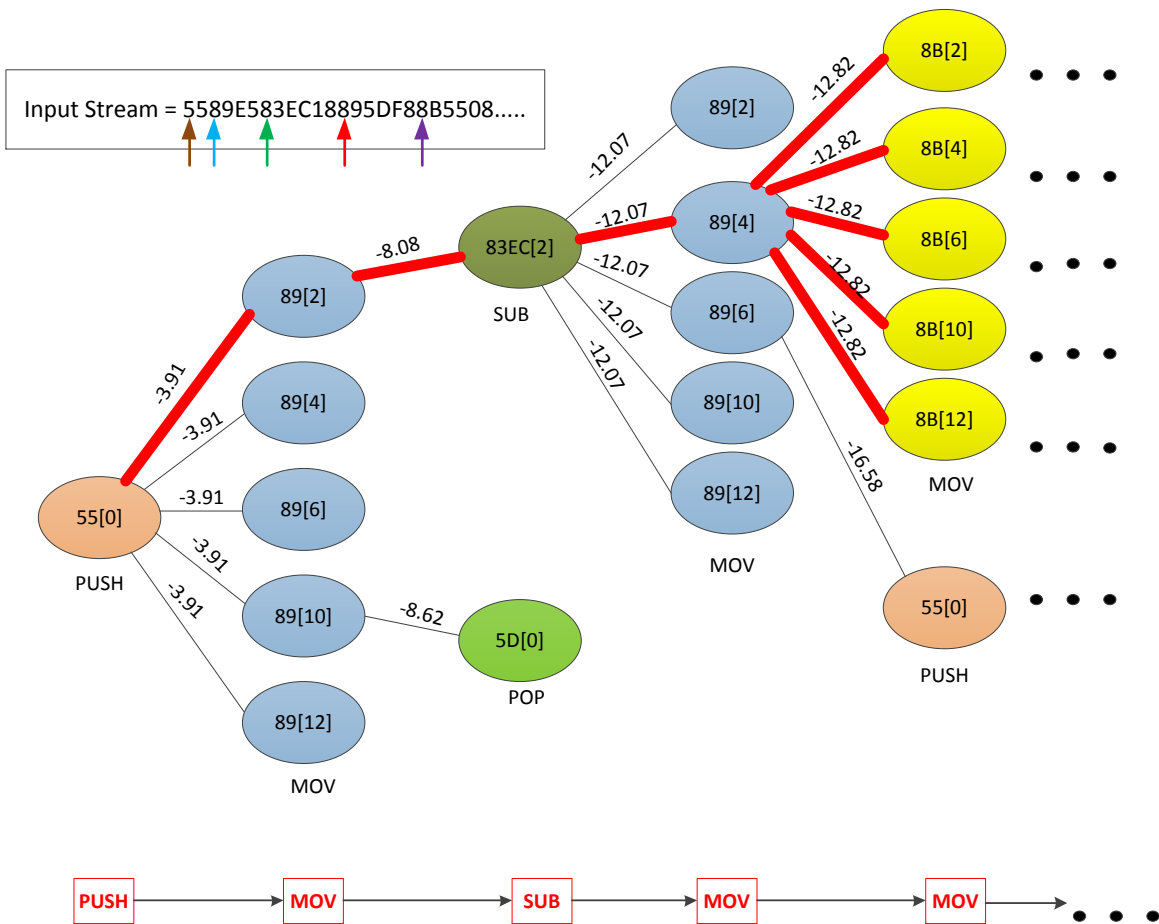 Input Stream = 5589E583EC18895DF88B5508.....
8B[2]
-12.82
89[2]
-12.07
8B[4]
-12.82
89[4]
-12.07
8B[6]
-12.82
83EC[2]
SUB
-8.08
89[2]
-3.91
-12.07
89[6]
-12.82
8B[10]
-12.07
-12.82
-12.07
89[10]
8B[12]
MOV
89[4]
-3.91
-16.58
89[12]
MOV
55[0]
PUSH
-3.91
89[6]
-3.91
89[10]
-8.62
5D[0]
POP
55[0]
PUSH
-3.91
89[12]
MOV
PUSH MOV SUB MOV MOV